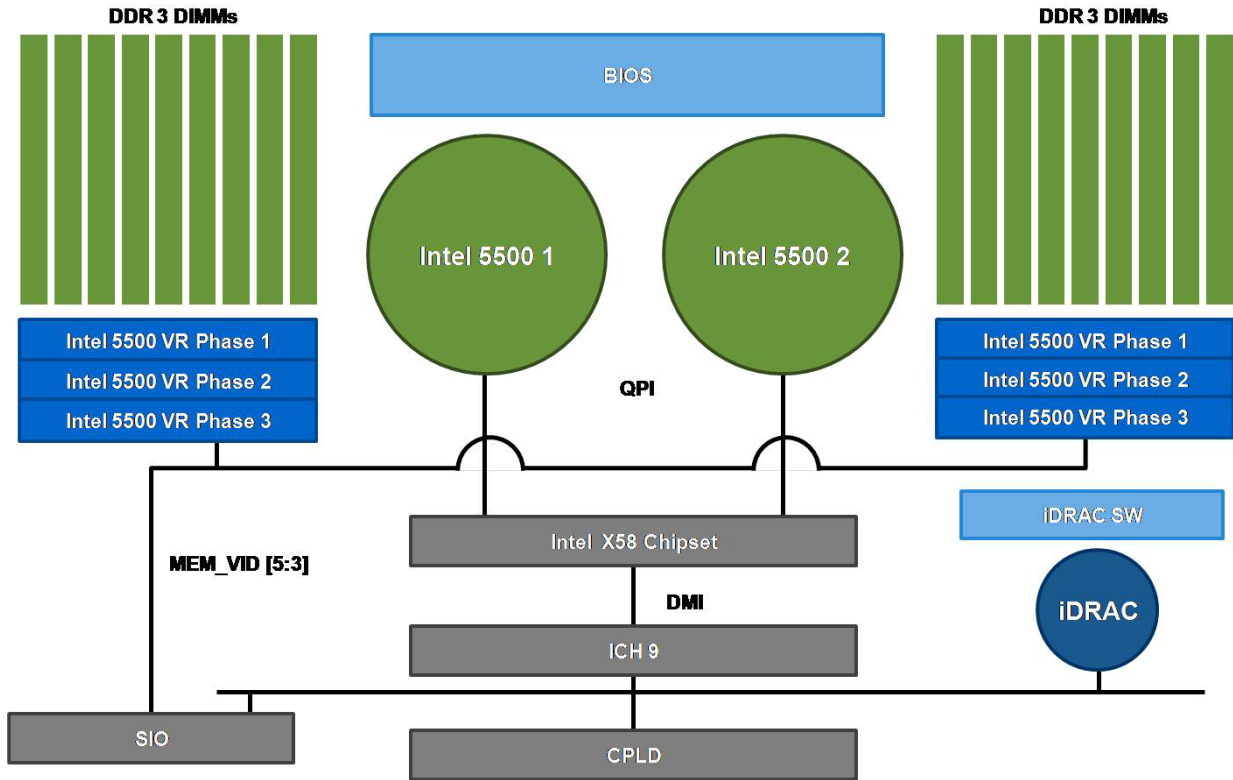 DDR 3 DIMMs
DDR 3 DIMMs
BIOS
Intel 5500 1
Intel 5500 2
Intel 5500 VR Phase 1
Intel 5500 VR Phase 2
Intel 5500 VR Phase 3
Intel 5500 VR Phase 1
Intel 5500 VR Phase 2
Intel 5500 VR Phase 3
QPI
iDRAC SW
Intel X58 Chipset
MEM_VID [5:3]
DMI
iDRAC
ICH 9
SIO
CPLD